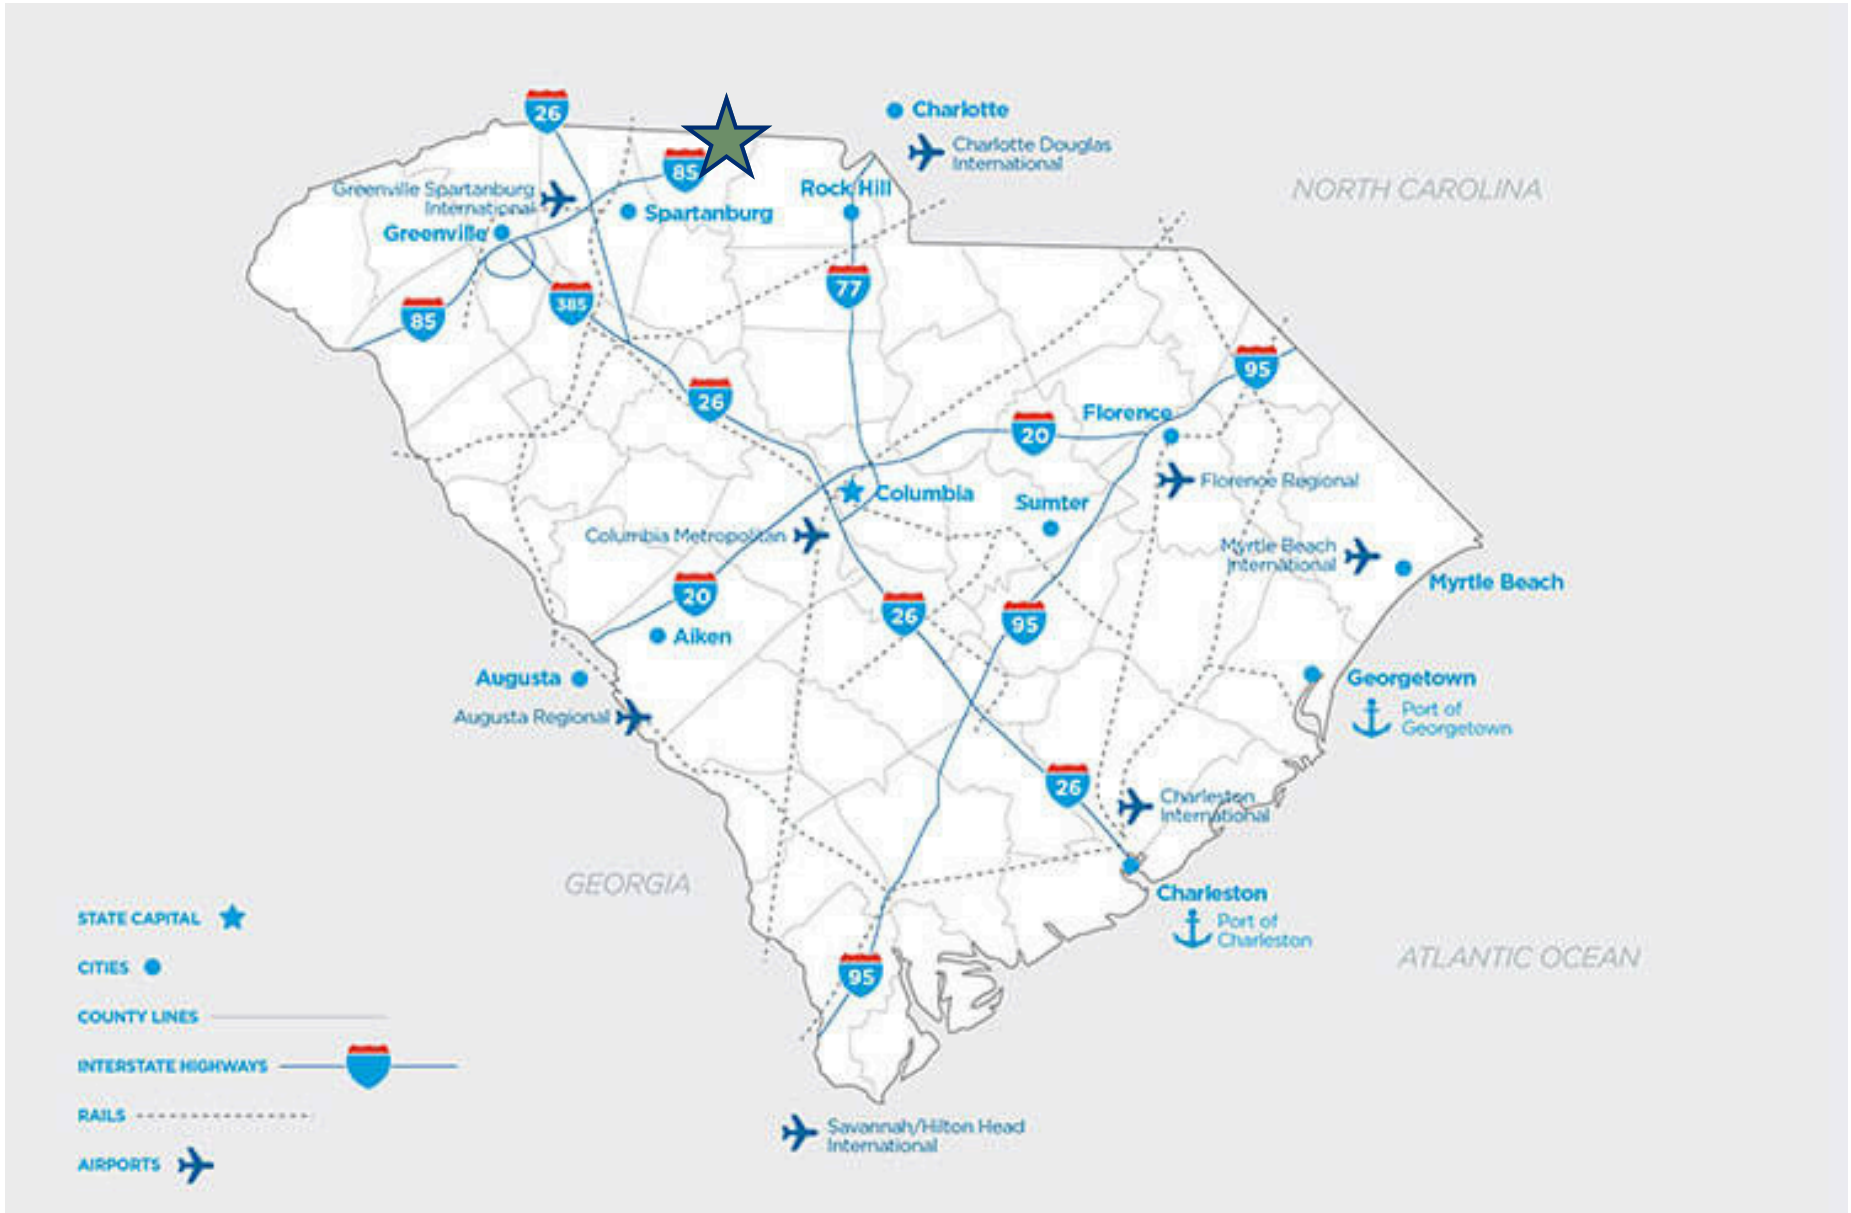 26
Charlotte
Charlotte Douglas
International
85
Greenville Spartanburg
International
Rock Hill
NORTH CAROLINA
Spartanburg
Greenville
77
385
85
95
26
Florence
20
Florence Regional
Columbia
Sumter
Columbia Metropolitan
Myrtle Beach
International
Myrtle Beach
20
26
95
Aiken
Augusta
Georgetown
Augusta Regional
Port of
Georgetown
26
Charleston
International
GEORGIA
Charleston
Port of
Charleston
ATLANTIC OCEAN
95
STATE CAPITAL
CITIES
COUNTY LINES
INTERSTATE HIGHWAYS
RAILS
AIRPORTS
Savannah/Hilton Head
International